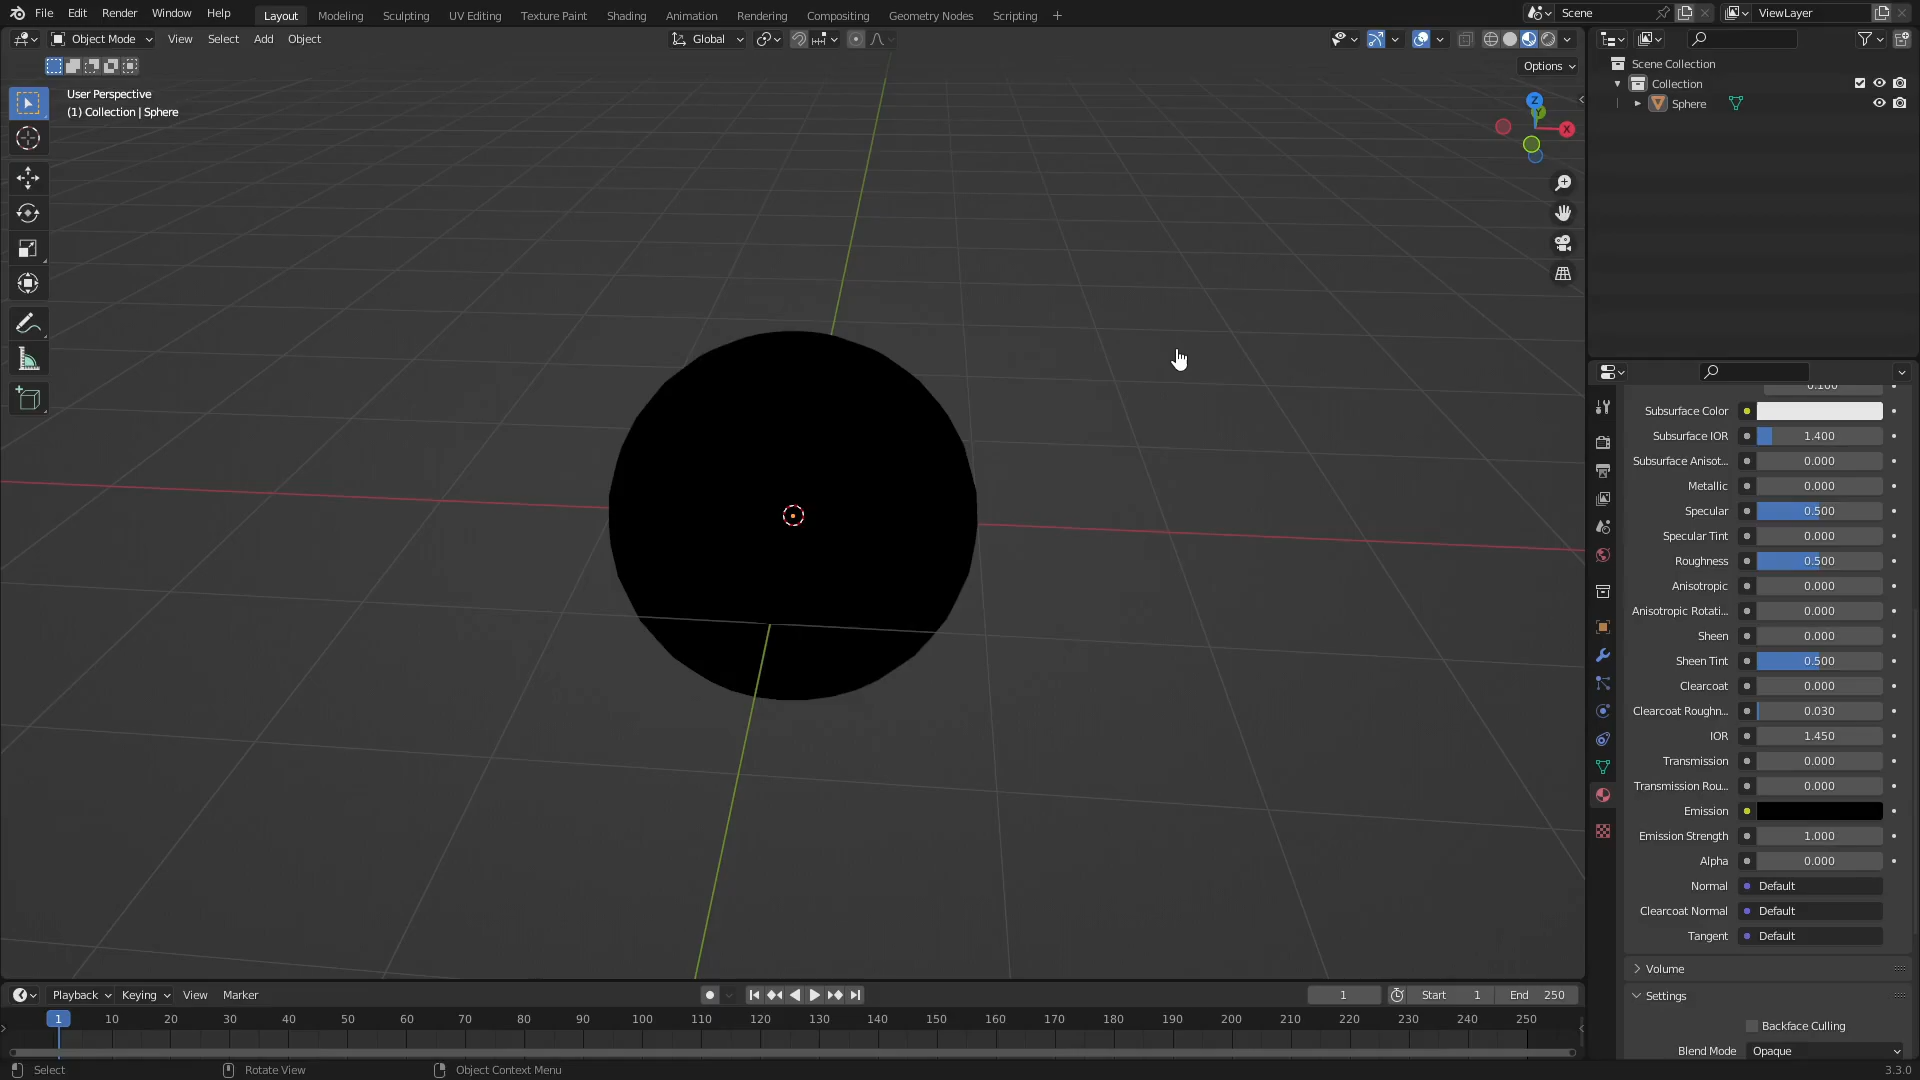 File Edit Render Window Help Layout Modeling Sculpting UV Editing Texture Paint Shading Animation Rendering Compositing Geometry Nodes Scripting + Scene ViewLayer
Object Mode View Select Add Object Global
Options
User Perspective
(1) Collection | Sphere
Z
Y
X
Scene Collection
Collection
Sphere
0.100
Subsurface Color
Subsurface IOR 1.400
Subsurface Anisot... 0.000
Metallic 0.000
Specular 0.500
Specular Tint 0.000
Roughness 0.500
Anisotropic 0.000
Anisotropic Rotati... 0.000
Sheen 0.000
Sheen Tint 0.500
Clearcoat 0.000
Clearcoat Roughn... 0.030
IOR 1.450
Transmission 0.000
Transmission Rou... 0.000
Emission
Emission Strength 1.000
Alpha 0.000
Normal Default
Clearcoat Normal Default
Tangent Default
Volume
Settings
Backface Culling
Blend Mode Opaque
Playback Keying View Marker 1 Start 1 End 250
1 10 20 30 40 50 60 70 80 90 100 110 120 130 140 150 160 170 180 190 200 210 220 230 240 250
Select Rotate View Object Context Menu 3.3.0